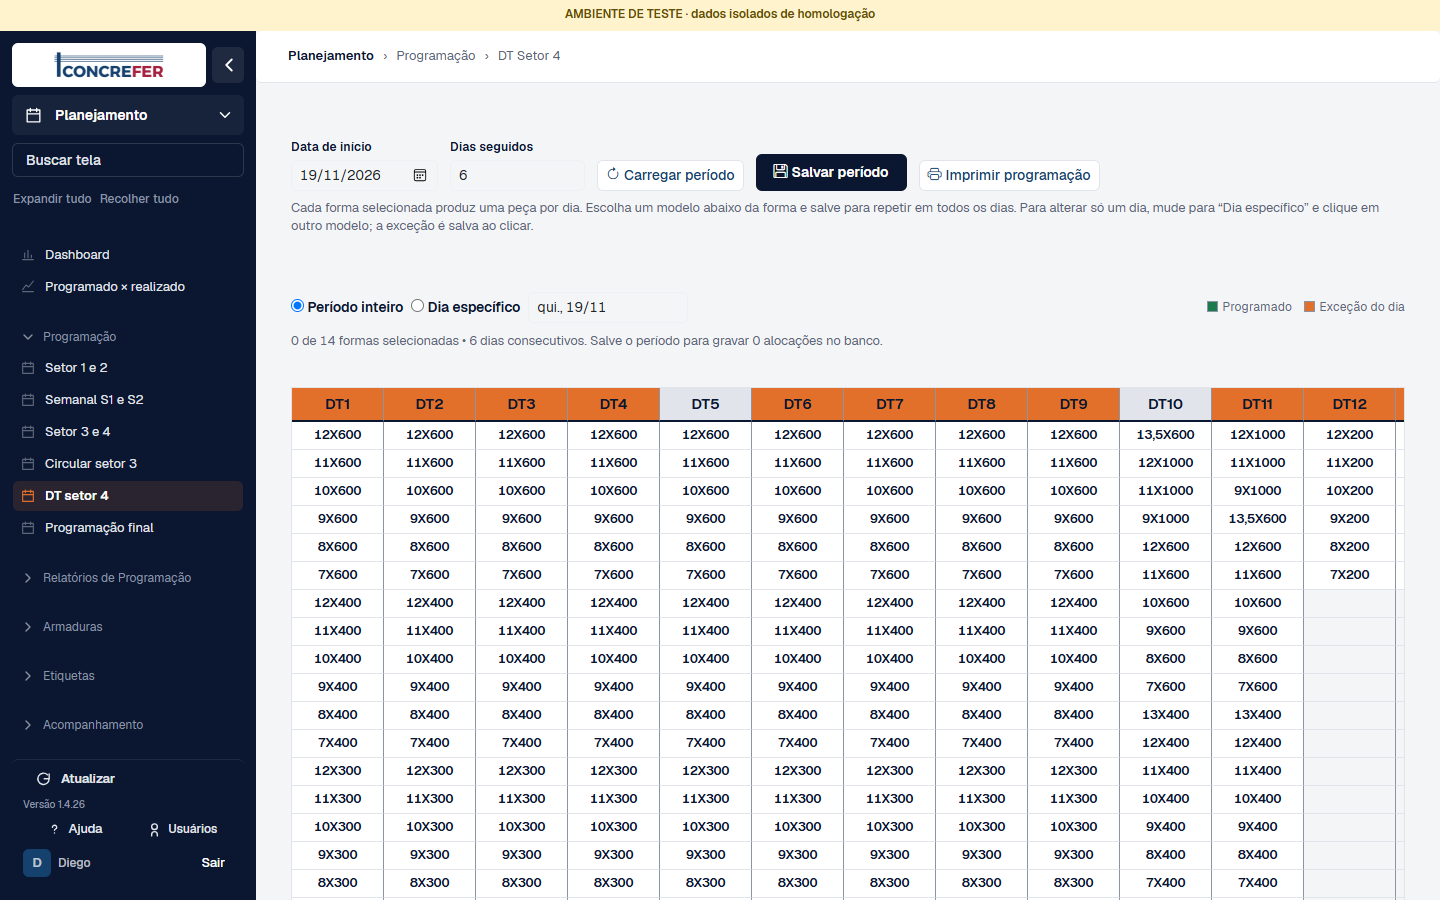 AMBIENTE DE TESTE · dados isolados de homologação
CONCREFER
Planejamento
Buscar tela
Expandir tudo Recolher tudo
Dashboard
Programado × realizado
Programação
Setor 1 e 2
Semanal S1 e S2
Setor 3 e 4
Circular setor 3
DT setor 4
Programação final
Relatórios de Programação
Armaduras
Etiquetas
Acompanhamento
Atualizar
Versão 1.4.26
? Ajuda Usuários
D Diego Sair
Planejamento › Programação › DT Setor 4
Data de início Dias seguidos
19/11/2026 6 Carregar período Salvar período Imprimir programação
Cada forma selecionada produz uma peça por dia. Escolha um modelo abaixo da forma e salve para repetir em todos os dias. Para alterar só um dia, mude para “Dia específico” e clique em
outro modelo; a exceção é salva ao clicar.
Período inteiro Dia específico qui., 19/11 Programado Exceção do dia
0 de 14 formas selecionadas • 6 dias consecutivos. Salve o período para gravar 0 alocações no banco.
DT1 DT2 DT3 DT4 DT5 DT6 DT7 DT8 DT9 DT10 DT11 DT12
12X600 12X600 12X600 12X600 12X600 12X600 12X600 12X600 12X600 13,5X600 12X1000 12X200
11X600 11X600 11X600 11X600 11X600 11X600 11X600 11X600 11X600 12X1000 11X1000 11X200
10X600 10X600 10X600 10X600 10X600 10X600 10X600 10X600 10X600 11X1000 9X1000 10X200
9X600 9X600 9X600 9X600 9X600 9X600 9X600 9X600 9X600 9X1000 13,5X600 9X200
8X600 8X600 8X600 8X600 8X600 8X600 8X600 8X600 8X600 12X600 12X600 8X200
7X600 7X600 7X600 7X600 7X600 7X600 7X600 7X600 7X600 11X600 11X600 7X200
12X400 12X400 12X400 12X400 12X400 12X400 12X400 12X400 12X400 10X600 10X600
11X400 11X400 11X400 11X400 11X400 11X400 11X400 11X400 11X400 9X600 9X600
10X400 10X400 10X400 10X400 10X400 10X400 10X400 10X400 10X400 8X600 8X600
9X400 9X400 9X400 9X400 9X400 9X400 9X400 9X400 9X400 7X600 7X600
8X400 8X400 8X400 8X400 8X400 8X400 8X400 8X400 8X400 13X400 13X400
7X400 7X400 7X400 7X400 7X400 7X400 7X400 7X400 7X400 12X400 12X400
12X300 12X300 12X300 12X300 12X300 12X300 12X300 12X300 12X300 11X400 11X400
11X300 11X300 11X300 11X300 11X300 11X300 11X300 11X300 11X300 10X400 10X400
10X300 10X300 10X300 10X300 10X300 10X300 10X300 10X300 10X300 9X400 9X400
9X300 9X300 9X300 9X300 9X300 9X300 9X300 9X300 9X300 8X400 8X400
8X300 8X300 8X300 8X300 8X300 8X300 8X300 8X300 8X300 7X400 7X400